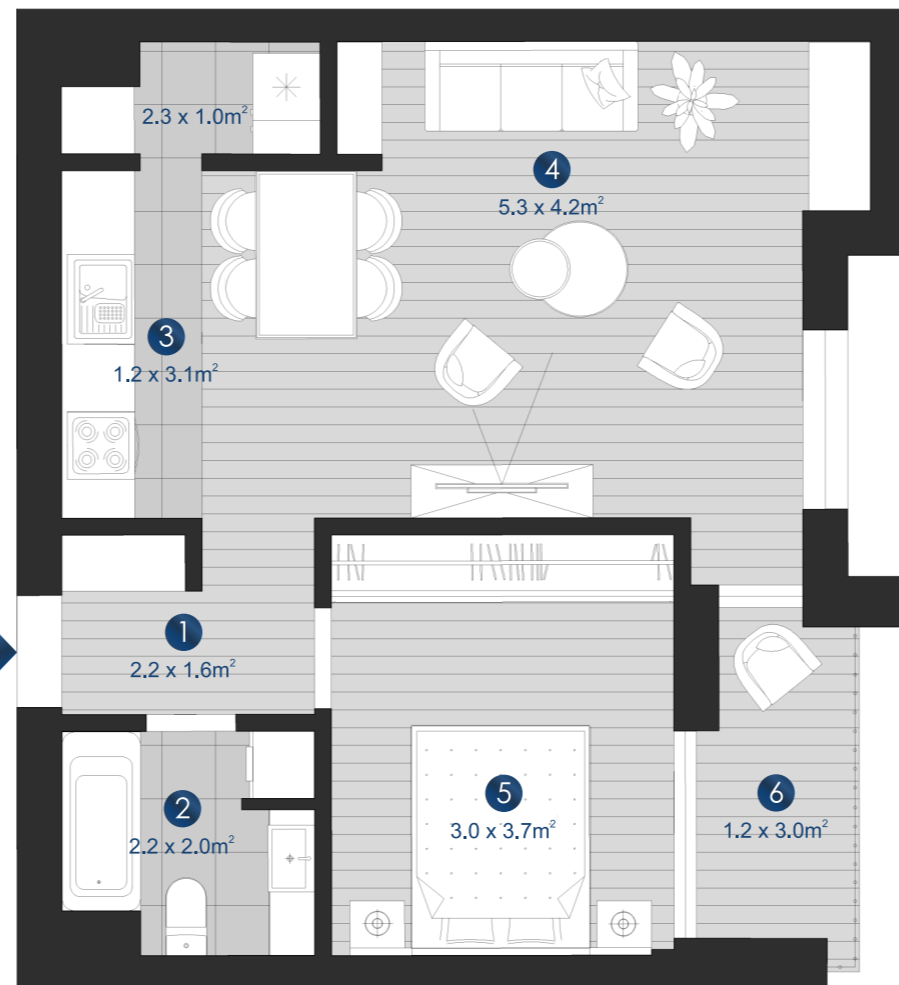 2.3 x 1.0m²
4
5.3 x 4.2m²
3
1.2 x 3.1m²
1
2.2 x 1.6m²
2
2.2 x 2.0m²
5
3.0 x 3.7m²
6
1.2 x 3.0m²